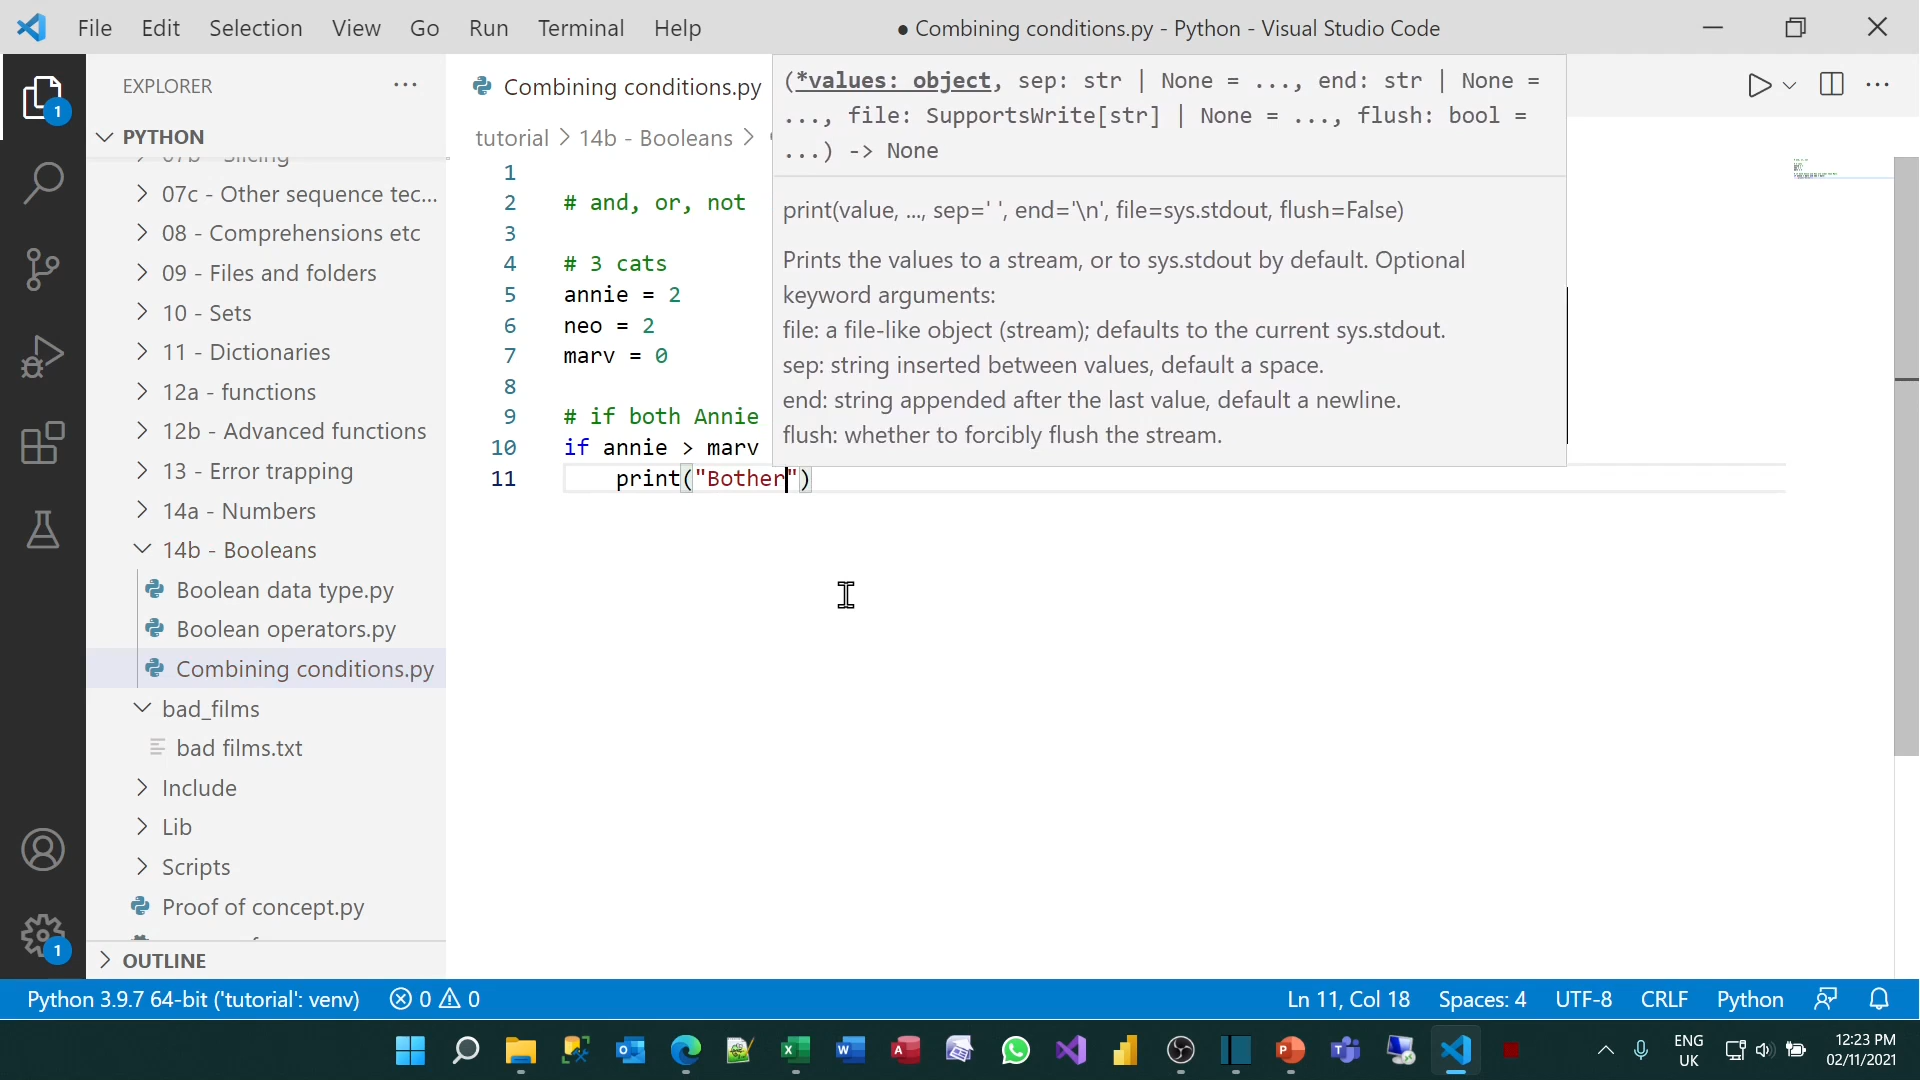 File Edit Selection View Go Run Terminal Help
● Combining conditions.py - Python - Visual Studio Code
EXPLORER
PYTHON
07b - Slicing
07c - Other sequence tec...
08 - Comprehensions etc
09 - Files and folders
10 - Sets
11 - Dictionaries
12a - functions
12b - Advanced functions
13 - Error trapping
14a - Numbers
14b - Booleans
Boolean data type.py
Boolean operators.py
Combining conditions.py
bad_films
bad films.txt
Include
Lib
Scripts
Proof of concept.py
OUTLINE
1
1
Combining conditions.py
tutorial > 14b - Booleans >
1
2 # and, or, not
3
4 # 3 cats
5 annie = 2
6 neo = 2
7 marv = 0
8
9 # if both Annie
10 if annie > marv
11 print("Bother")
(*values: object, sep: str | None = ..., end: str | None =
..., file: SupportsWrite[str] | None = ..., flush: bool =
...) -> None
print(value, ..., sep=' ', end='\n', file=sys.stdout, flush=False)
Prints the values to a stream, or to sys.stdout by default. Optional
keyword arguments:
file: a file-like object (stream); defaults to the current sys.stdout.
sep: string inserted between values, default a space.
end: string appended after the last value, default a newline.
flush: whether to forcibly flush the stream.
Python 3.9.7 64-bit ('tutorial': venv) 0 0 Ln 11, Col 18 Spaces: 4 UTF-8 CRLF Python
ENG
UK
12:23 PM
02/11/2021